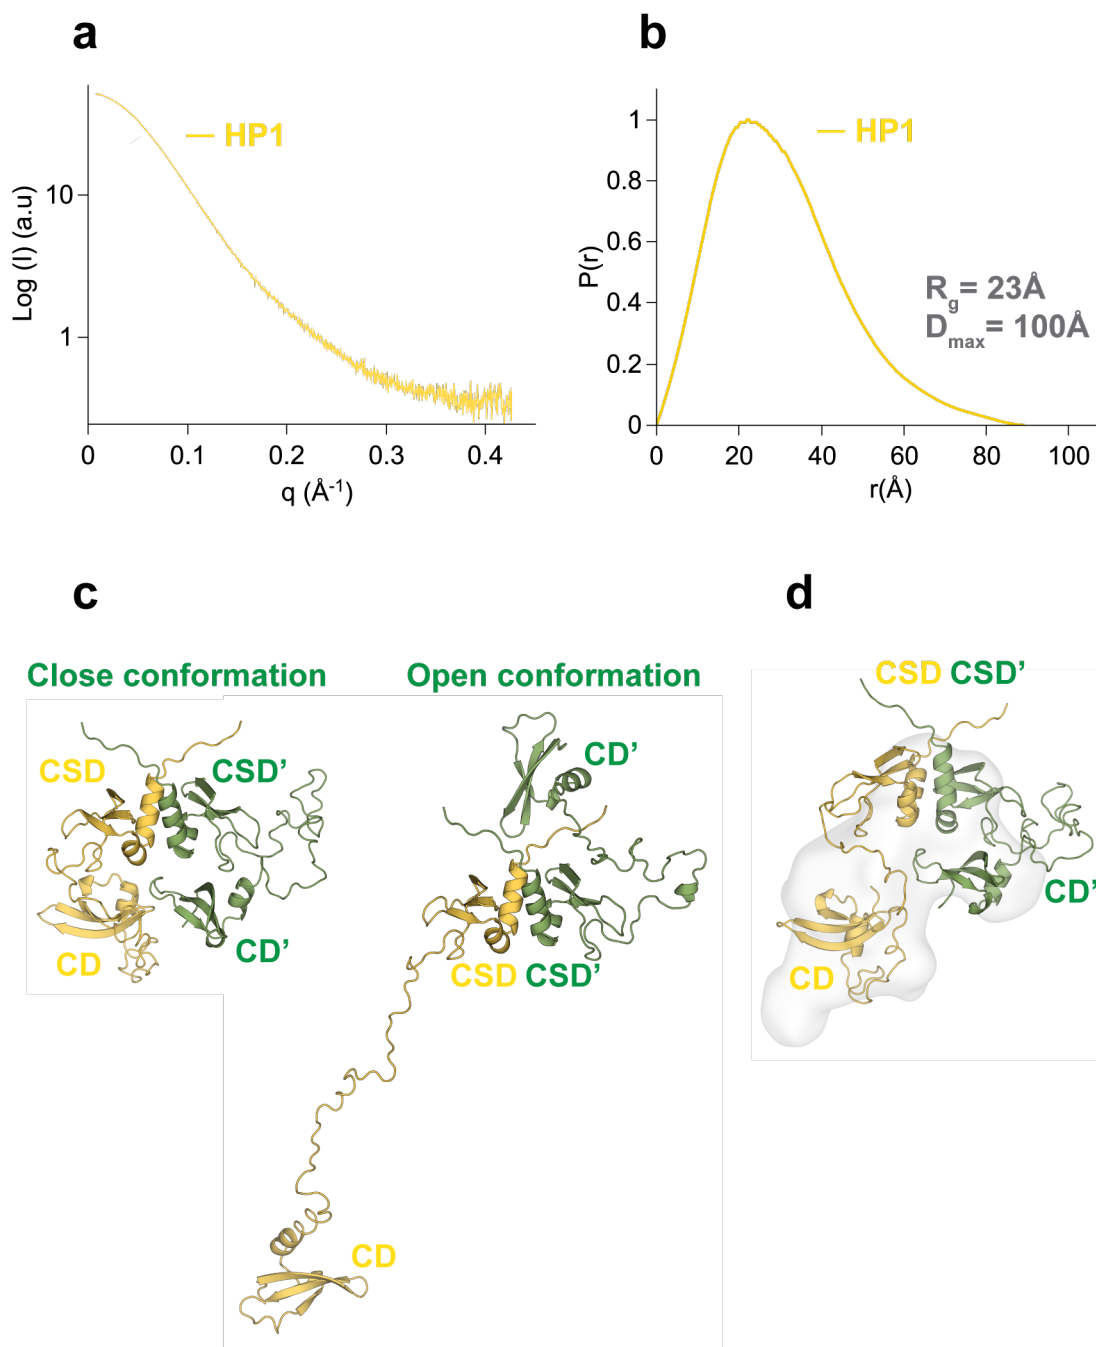 a
HP1
Log (I) (a.u)
10
1
0
0.1
0.2
0.3
0.4
q (Å⁻¹)
b
HP1
P(r)
1
0.8
0.6
0.4
0.2
0
0
20
40
60
80
100
r(Å)
Rg= 23Å
Dmax= 100Å
c
Close conformation
CSD
CSD’
CD
CD’
Open conformation
CD’
CSD CSD’
CD
d
CSD CSD’
CD’
CD